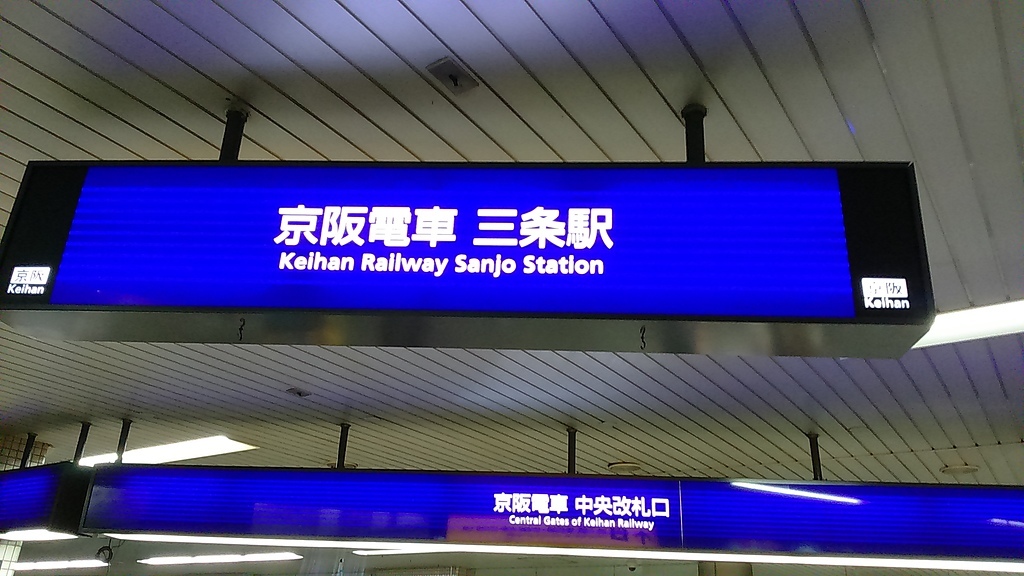 京阪電車 三条駅
Keihan Railway Sanjo Station
京阪
Keihan
京阪
Keihan
京阪電車 中央改札口
Central Gates of Keihan Railway